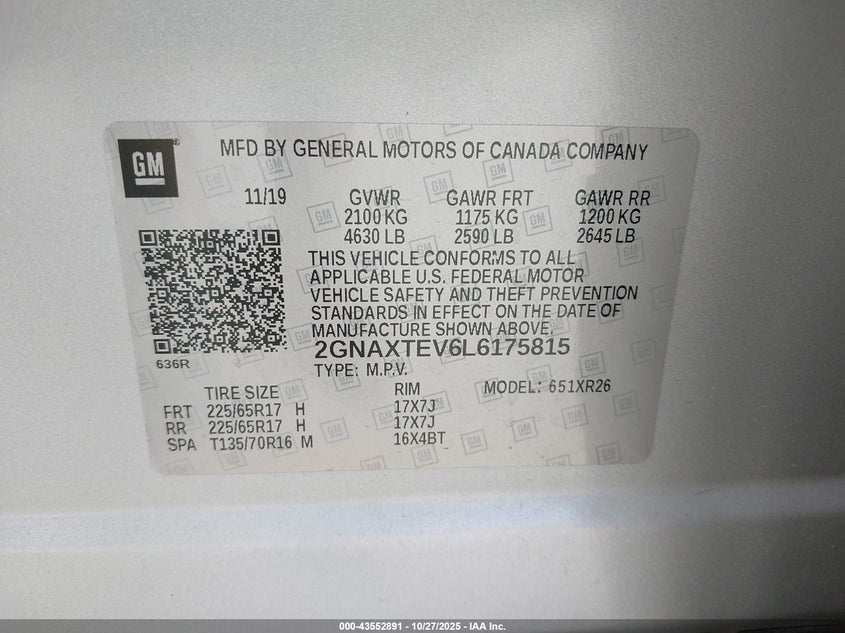 GM
MFD BY GENERAL MOTORS OF CANADA COMPANY
11/19 GVWR GAWR FRT GAWR RR
2100 KG 1175 KG 1200 KG
4630 LB 2590 LB 2645 LB
THIS VEHICLE CONFORMS TO ALL
APPLICABLE U.S. FEDERAL MOTOR
VEHICLE SAFETY AND THEFT PREVENTION
STANDARDS IN EFFECT ON THE DATE OF
MANUFACTURE SHOWN ABOVE.
2GNAXTEV6L6175815
636R
TYPE: M.P.V. MODEL: 651XR26
TIRE SIZE RIM
FRT 225/65R17 H 17X7J
RR 225/65R17 H 17X7J
SPA T135/70R16 M 16X4BT
000-43552891 - 10/27/2025 - IAA Inc.